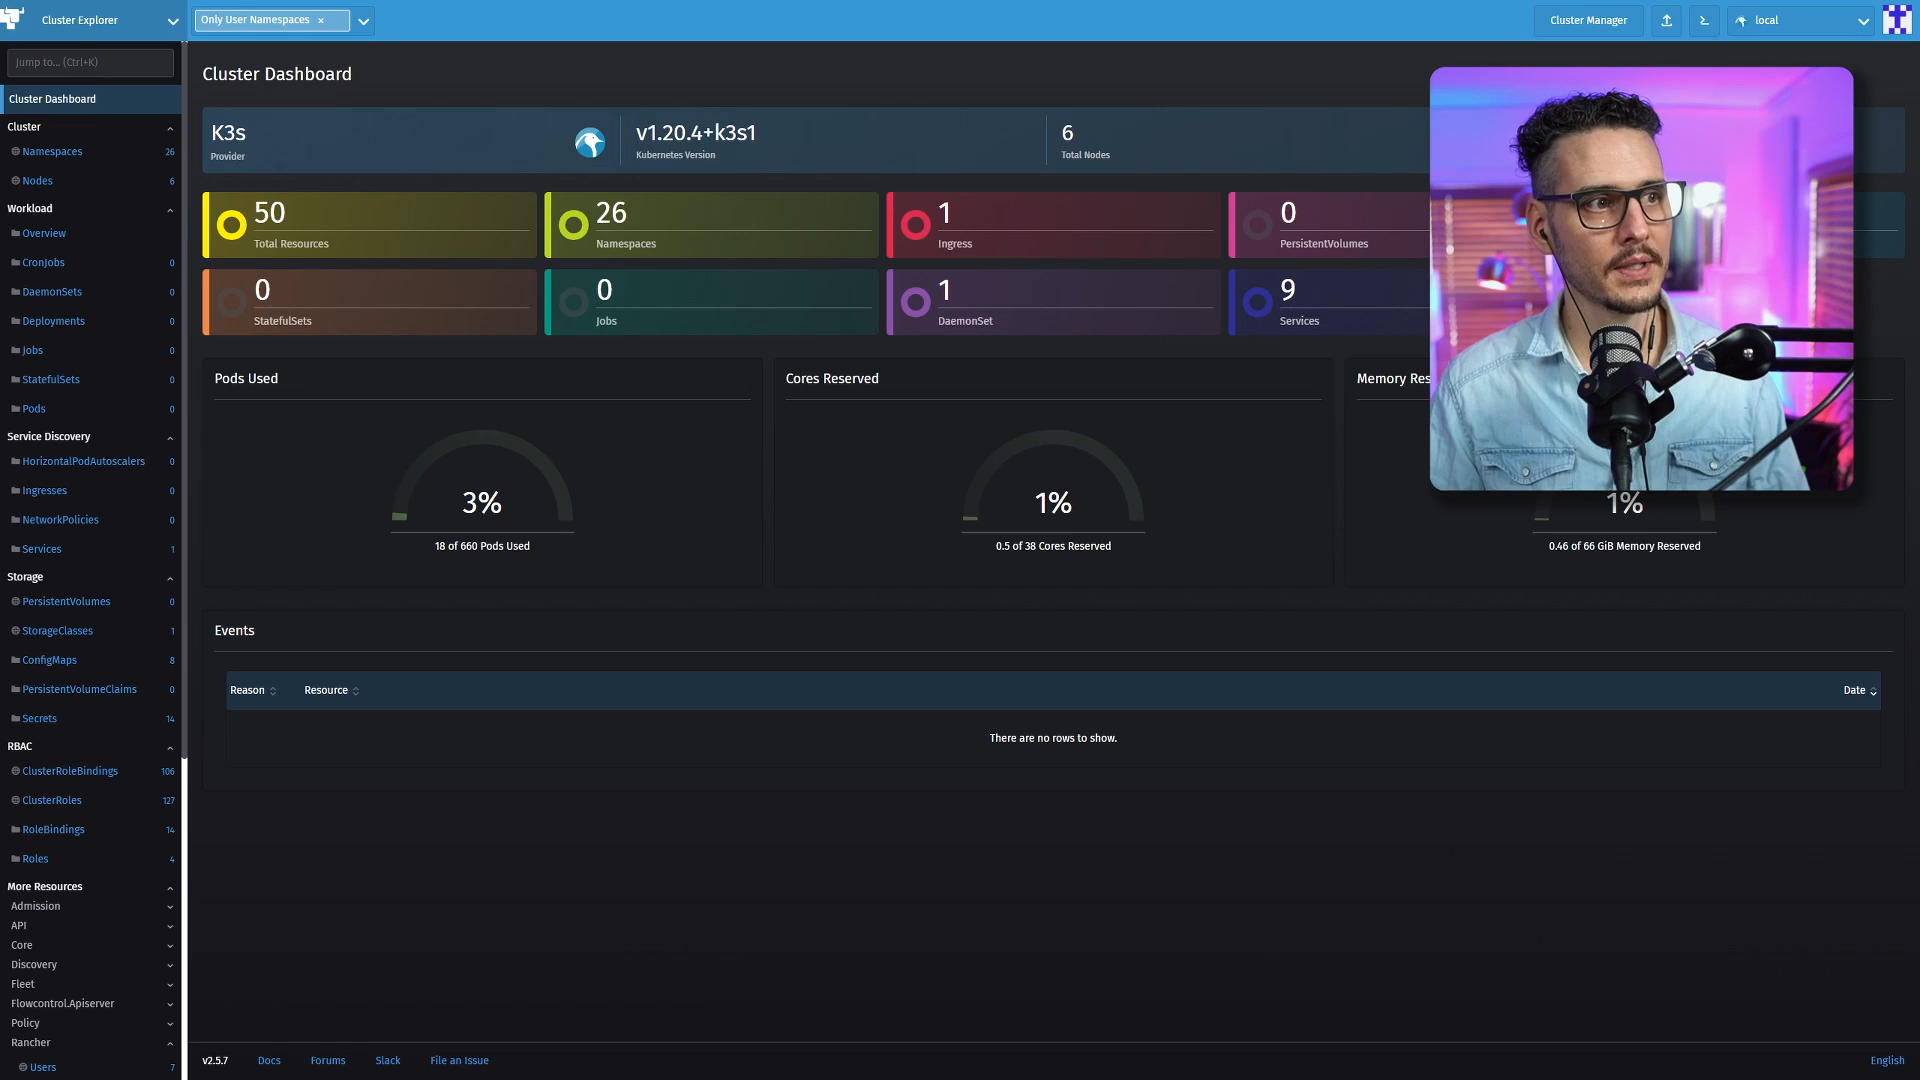 Cluster Explorer
Only User Namespaces ×
Cluster Manager
local
Jump to... (Ctrl+K)
Cluster Dashboard
Cluster
Namespaces 26
Nodes 6
Workload
Overview
CronJobs 0
DaemonSets 0
Deployments 0
Jobs 0
StatefulSets 0
Pods 0
Service Discovery
HorizontalPodAutoscalers 0
Ingresses 0
NetworkPolicies 0
Services 1
Storage
PersistentVolumes 0
StorageClasses 1
ConfigMaps 8
PersistentVolumeClaims 0
Secrets 14
RBAC
ClusterRoleBindings 106
ClusterRoles 127
RoleBindings 14
Roles 4
More Resources
Admission
API
Core
Discovery
Fleet
Flowcontrol.Apiserver
Policy
Rancher
Users 7
Cluster Dashboard
K3s
Provider
v1.20.4+k3s1
Kubernetes Version
6
Total Nodes
50
Total Resources
26
Namespaces
1
Ingress
0
PersistentVolumes
0
StatefulSets
0
Jobs
1
DaemonSet
9
Services
Pods Used
3%
18 of 660 Pods Used
Cores Reserved
1%
0.5 of 38 Cores Reserved
Memory Res
1%
0.46 of 66 GiB Memory Reserved
Events
Reason Resource Date
There are no rows to show.
v2.5.7 Docs Forums Slack File an Issue English